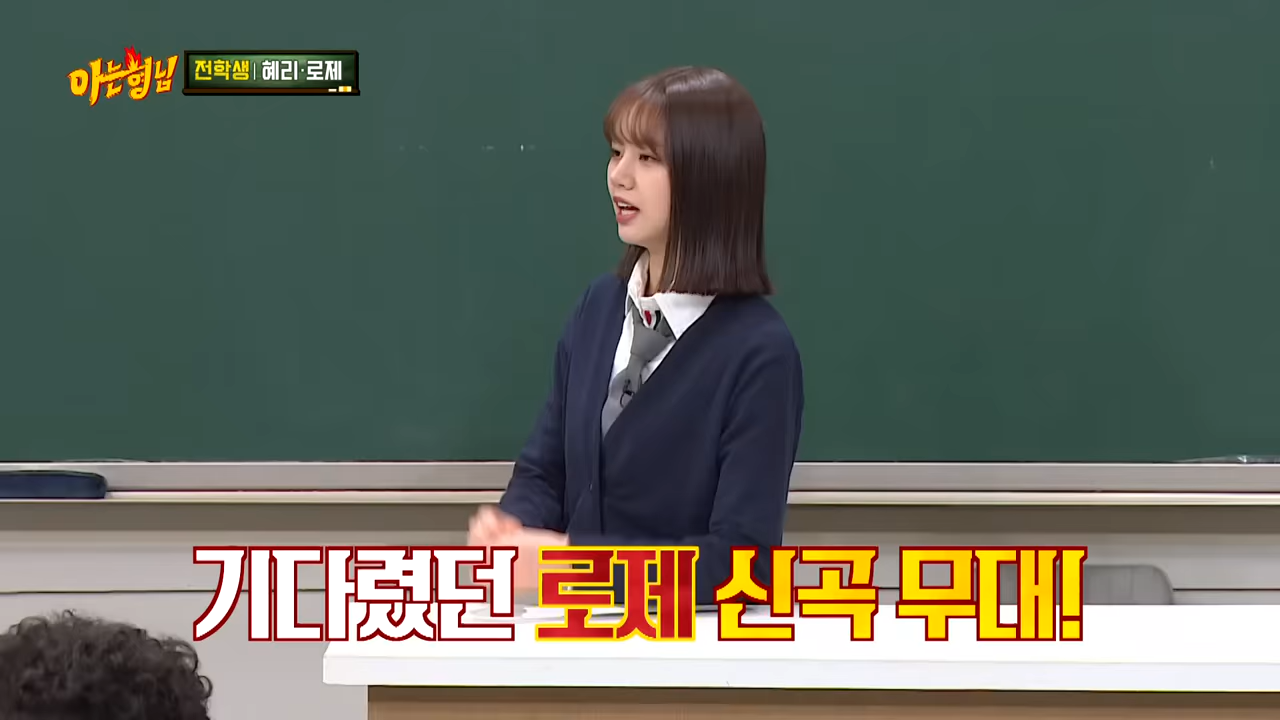 아는형님
전학생 | 혜리·로제
기다렸던 로제 신곡 무대!